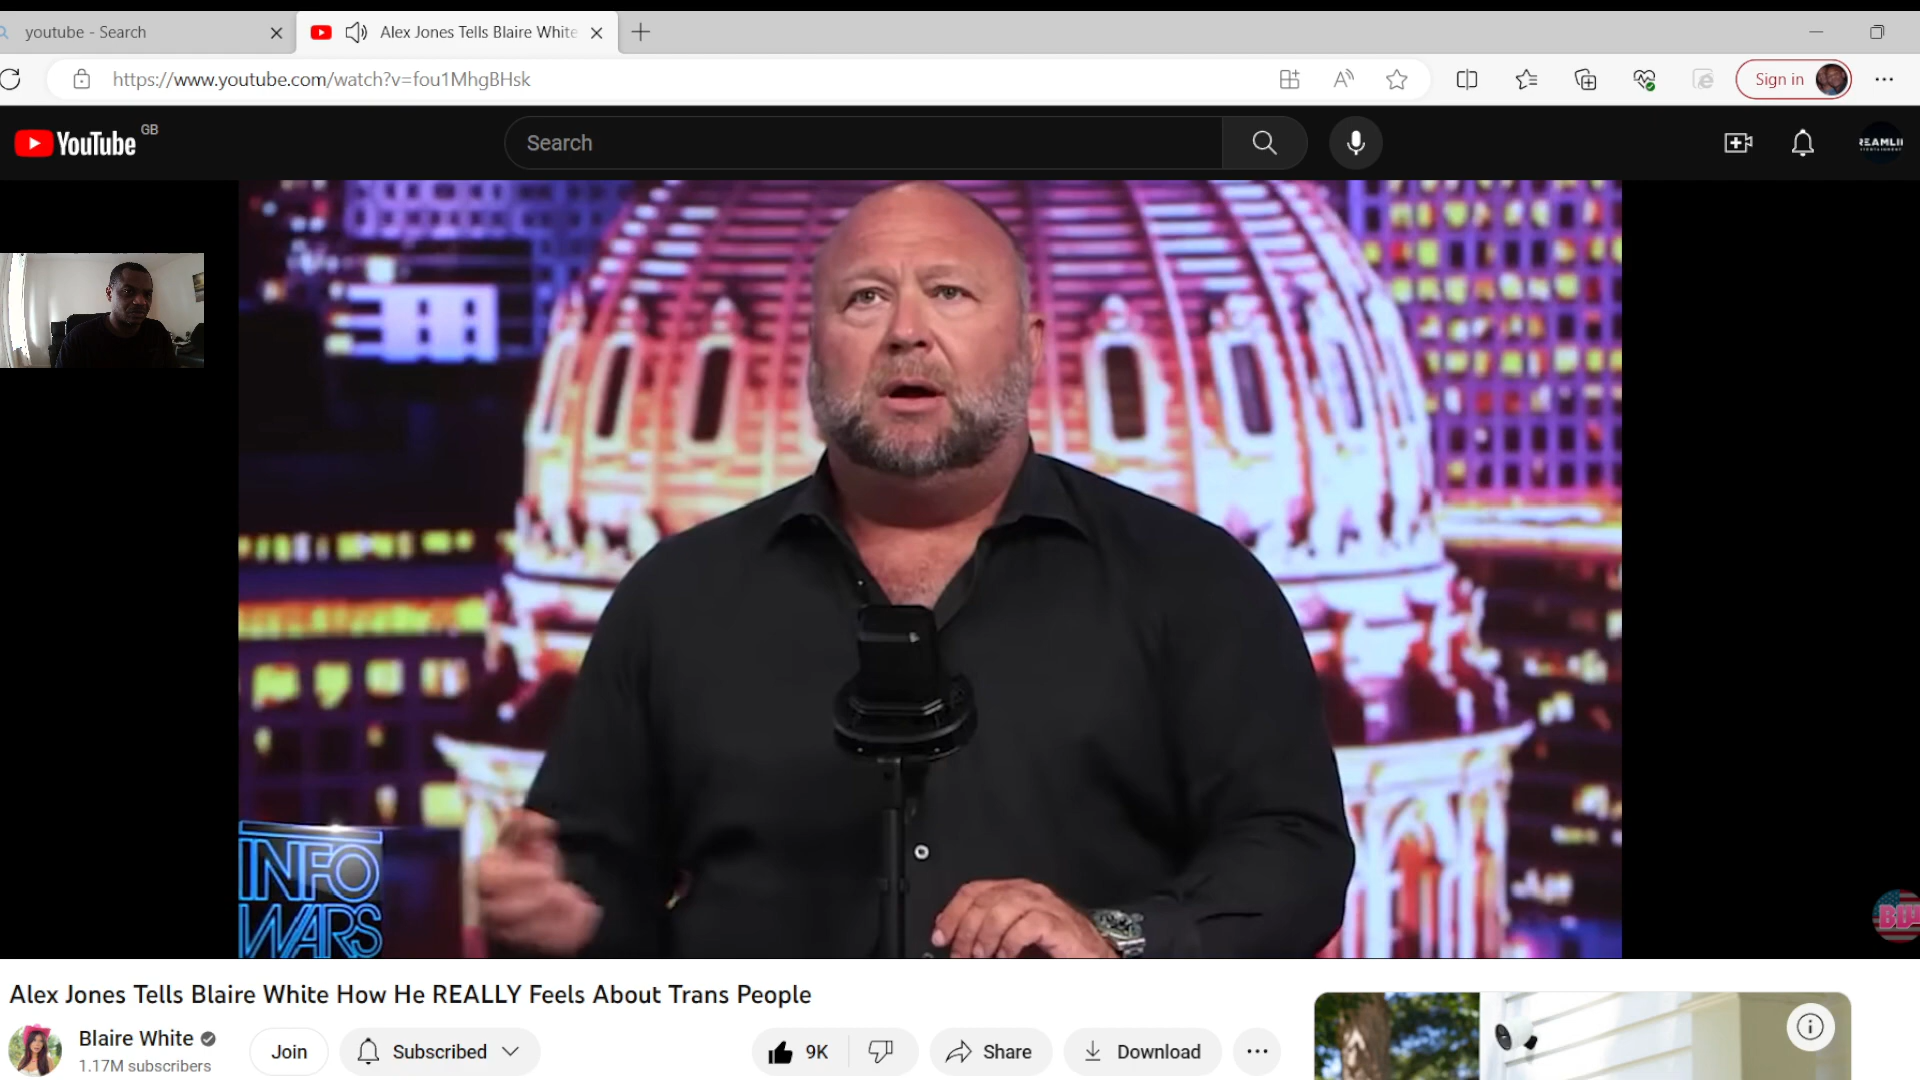 youtube - Search
Alex Jones Tells Blaire White
https://www.youtube.com/watch?v=fou1MhgBHsk
Sign in
YouTube GB
Search
REAMLI
INFO
WARS
Alex Jones Tells Blaire White How He REALLY Feels About Trans People
Blaire White
1.17M subscribers
Join
Subscribed
9K
Share
Download